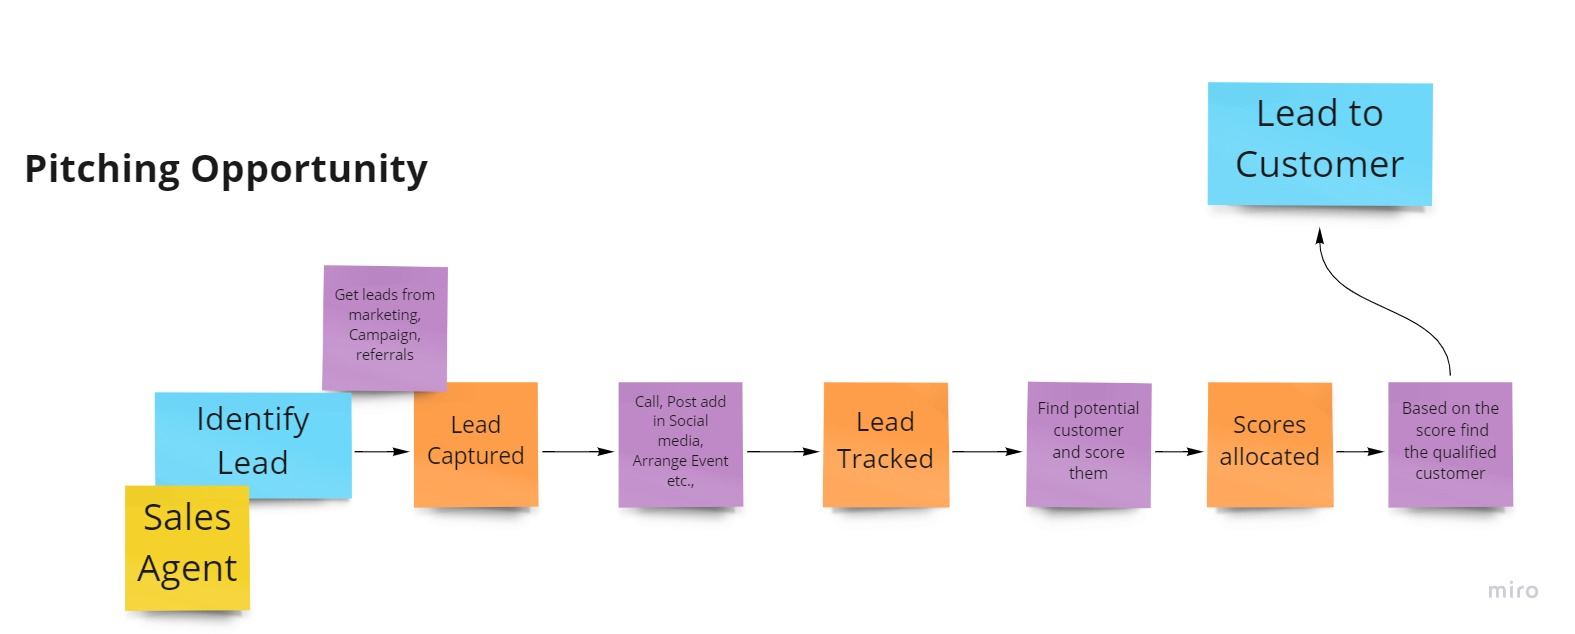 Pitching Opportunity
Lead to
Customer
Get leads from
marketing,
Campaign,
referrals
Identify
Lead
Sales
Agent
Lead
Captured
Call, Post add
in Social
media,
Arrange Event
etc.,
Lead
Tracked
Find potential
customer
and score
them
Scores
allocated
Based on the
score find
the qualified
customer
miro